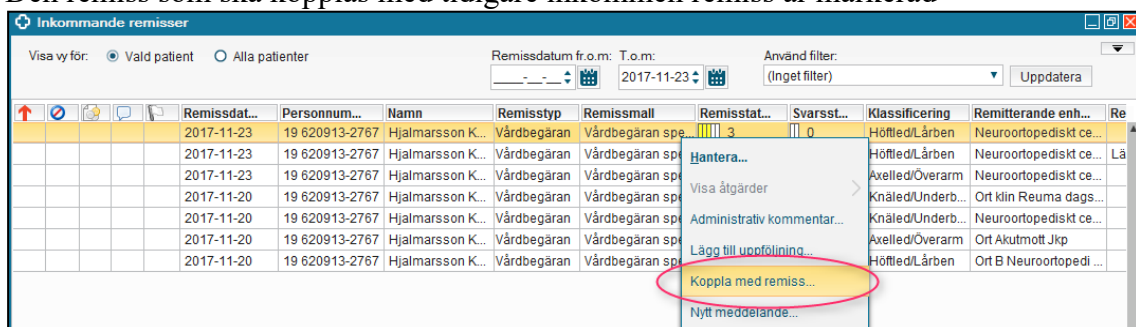 Den remiss som ska kopplas med tidigare inkommen remiss är markerad
Inkommande remisser
Visa vy för: Vald patient Alla patienter Remissdatum fr.o.m: T.o.m: Använd filter:
____-__-__ 2017-11-23 (Inget filter) Uppdatera
Remissdat... Personnum... Namn Remisstyp Remissmall Remisstat... Svarsst... Klassificering Remitterande enh... Re
2017-11-23 19 620913-2767 Hjalmarsson K... Vårdbegäran Vårdbegäran spe... 3 0 Höftled/Lårben Neuroortopediskt ce...
2017-11-23 19 620913-2767 Hjalmarsson K... Vårdbegäran Vårdbegäran spe Höftled/Lårben Neuroortopediskt ce... Lä
2017-11-23 19 620913-2767 Hjalmarsson K... Vårdbegäran Vårdbegäran spe Axelled/Överarm Neuroortopediskt ce...
2017-11-20 19 620913-2767 Hjalmarsson K... Vårdbegäran Vårdbegäran spe Knäled/Underb... Ort klin Reuma dags...
2017-11-20 19 620913-2767 Hjalmarsson K... Vårdbegäran Vårdbegäran spe Knäled/Underb... Neuroortopediskt ce...
2017-11-20 19 620913-2767 Hjalmarsson K... Vårdbegäran Vårdbegäran spe Axelled/Överarm Ort Akutmott Jkp
2017-11-20 19 620913-2767 Hjalmarsson K... Vårdbegäran Vårdbegäran spe Höftled/Lårben Ort B Neuroortopedi ...
Hantera...
Visa åtgärder
Administrativ kommentar...
Lägg till uppföljning...
Koppla med remiss...
Nytt meddelande...